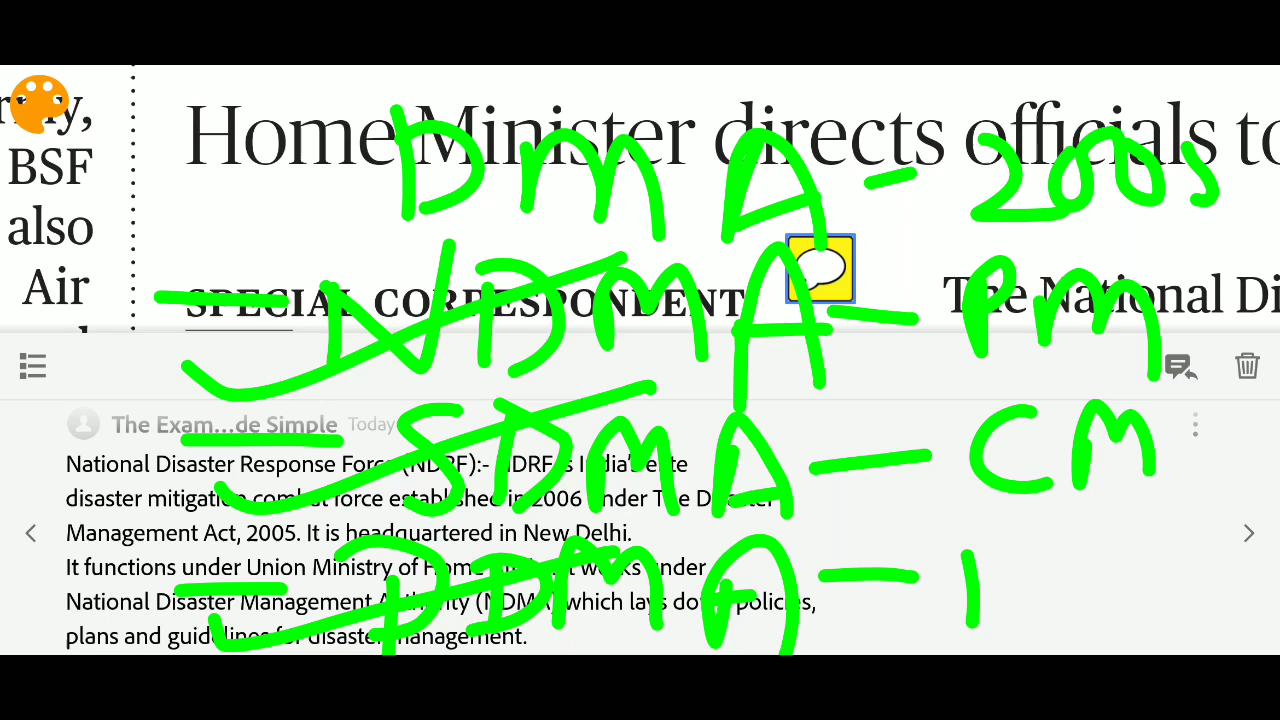 rmy,
BSF
also
Air
Home Minister directs officials to
DMA - 2005
SPECIAL CORRESPONDENT
The National Di
NDMA - PM
The Exam...de Simple Today
SDMA - CM
National Disaster Response Force (NDRF):- NDRF is India's elite
disaster mitigation combat force established in 2006 under The Disaster
Management Act, 2005. It is headquartered in New Delhi.
It functions under Union Ministry of Home works under
DDMA - 1
National Disaster Management Authority (NDMA) which lays down policies,
plans and guidelines for disaster management.